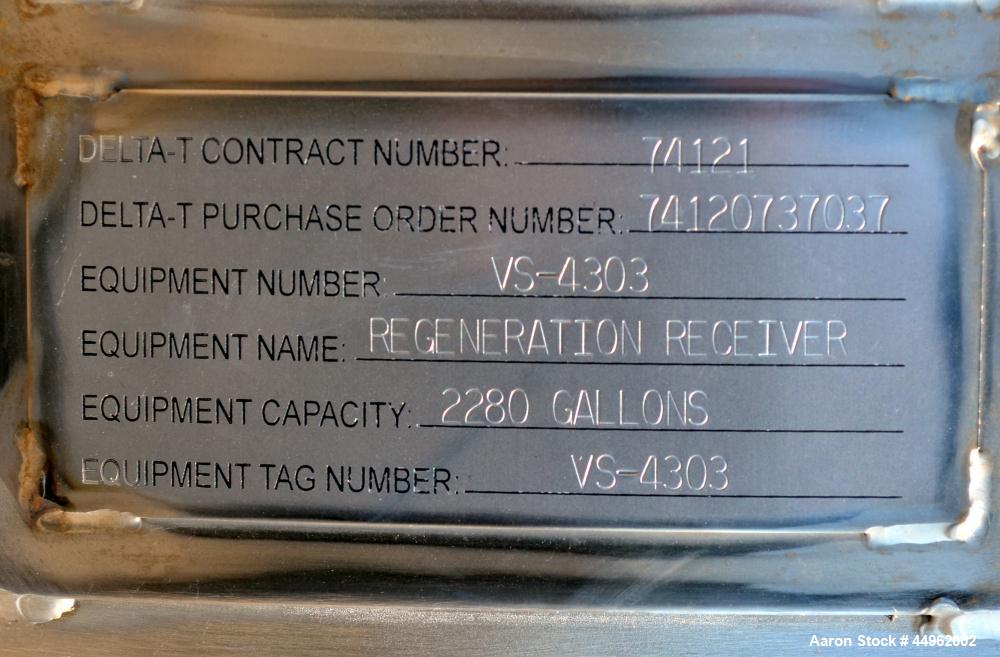 DELTA-T CONTRACT NUMBER: 74121
DELTA-T PURCHASE ORDER NUMBER: 74120737037
EQUIPMENT NUMBER: VS-4303
EQUIPMENT NAME: REGENERATION RECEIVER
EQUIPMENT CAPACITY: 2280 GALLONS
EQUIPMENT TAG NUMBER: VS-4303
Aaron Stock # 44962002